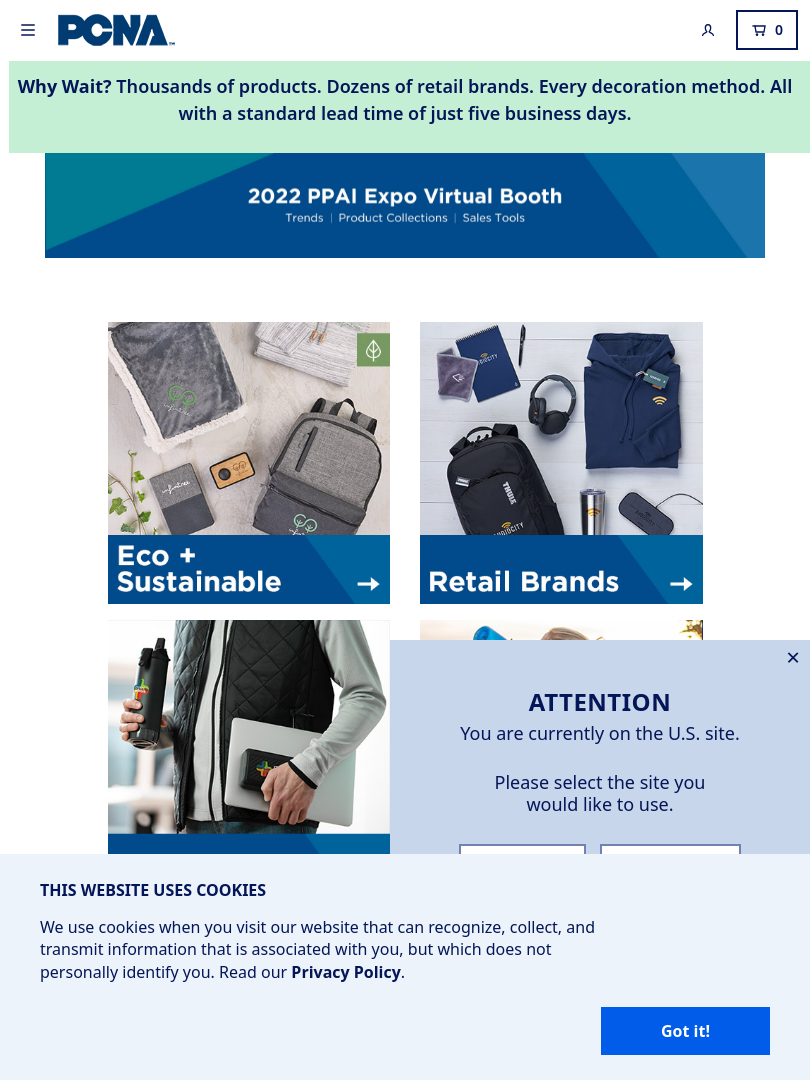 PCNA
0
Why Wait? Thousands of products. Dozens of retail brands. Every decoration method. All
with a standard lead time of just five business days.
2022 PPAI Expo Virtual Booth
Trends | Product Collections | Sales Tools
THULE
Eco +
Sustainable
Retail Brands
ATTENTION
You are currently on the U.S. site.
Please select the site you
would like to use.
THIS WEBSITE USES COOKIES
We use cookies when you visit our website that can recognize, collect, and
transmit information that is associated with you, but which does not
personally identify you. Read our Privacy Policy.
Got it!